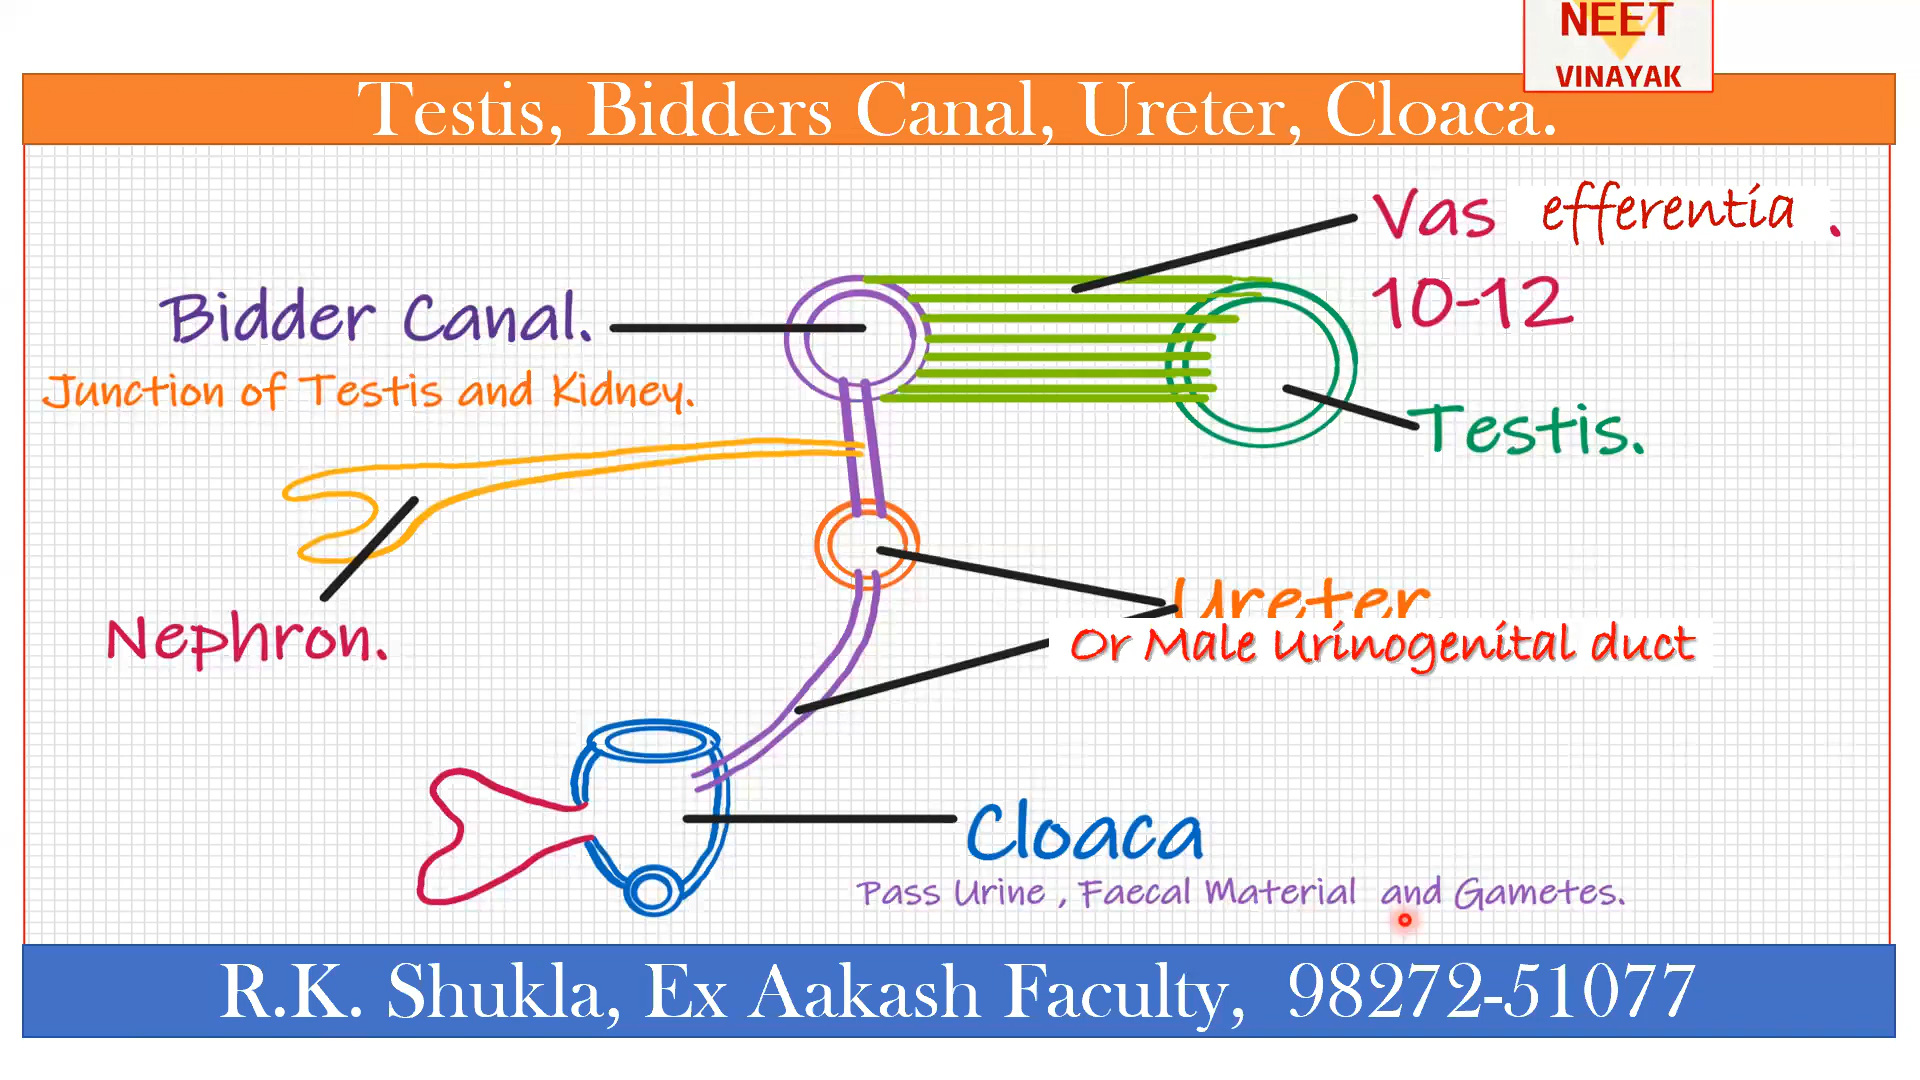 NEET
VINAYAK
Testis, Bidders Canal, Ureter, Cloaca.
Vas efferentia .
10-12
Bidder Canal.
Junction of Testis and Kidney.
Testis.
Nephron.
Ureter
Or Male Urinogenital duct
Cloaca
Pass Urine , Faecal Material and Gametes.
R.K. Shukla, Ex Aakash Faculty, 98272-51077